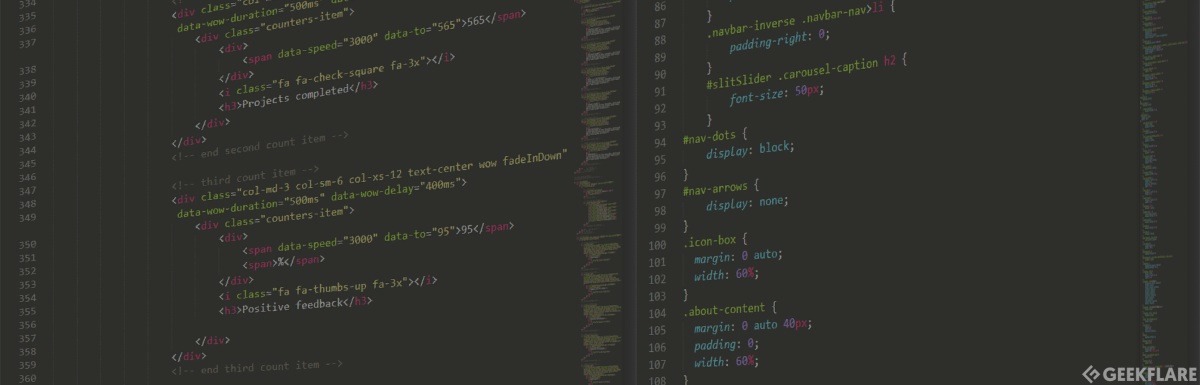 334
335 <div class="col-
336 data-wow-duration="500ms"
337 <div class="counters-item">
<div>
338 <span data-speed="3000" data-to="565">565</span>
339 </div>
340 <i class="fa fa-check-square fa-3x"></i>
341 <h3>Projects completed</h3>
342 </div>
343 </div>
344 <!-- end second count item -->
345
346 <!-- third count item -->
347 <div class="col-md-3 col-sm-6 col-xs-12 text-center wow fadeInDown"
348 data-wow-duration="500ms" data-wow-delay="400ms">
349 <div class="counters-item">
<div>
350 <span data-speed="3000" data-to="95">95</span>
351 <span>%</span>
352 </div>
353 <i class="fa fa-thumbs-up fa-3x"></i>
354 <h3>Positive feedback</h3>
355
356
357 </div>
358 </div>
359 <!-- end third count item -->
360
86
87 }
88 .navbar-inverse .navbar-nav>li {
89 padding-right: 0;
90 }
91 #slitSlider .carousel-caption h2 {
92 font-size: 50px;
93 }
94 #nav-dots {
95 display: block;
96 }
97 #nav-arrows {
98 display: none;
99 }
100 .icon-box {
101 margin: 0 auto;
102 width: 60%;
103 }
104 .about-content {
105 margin: 0 auto 40px;
106 padding: 0;
107 width: 60%;
108 }
GEEKFLARE